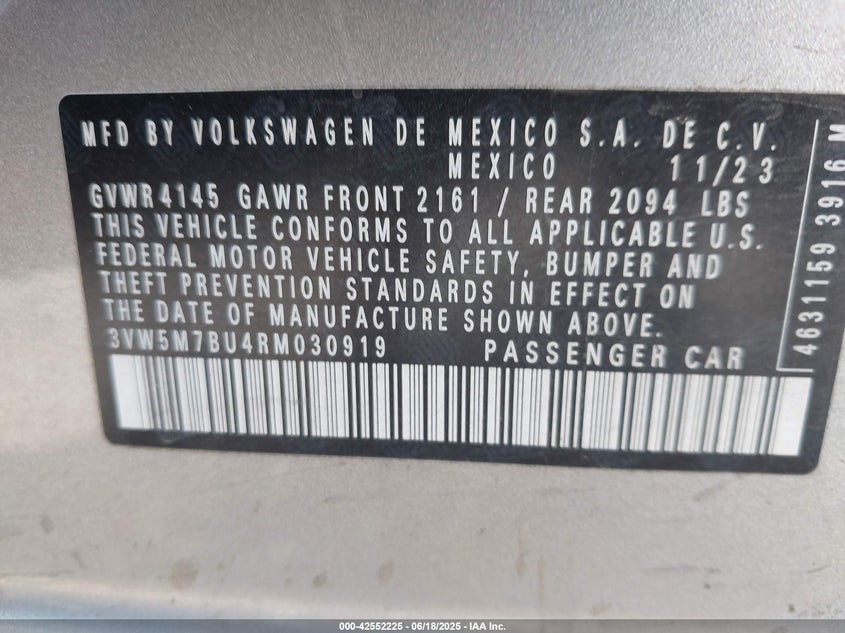 MFD BY VOLKSWAGEN DE MEXICO S.A. DE C.V.
MEXICO 11/23
GVWR4145 GAWR FRONT 2161 / REAR 2094 LBS
THIS VEHICLE CONFORMS TO ALL APPLICABLE U.S.
FEDERAL MOTOR VEHICLE SAFETY, BUMPER AND
THEFT PREVENTION STANDARDS IN EFFECT ON
THE DATE OF MANUFACTURE SHOWN ABOVE.
3VW5M7BU4RM030919 PASSENGER CAR
4631159 3916 M
000-42552225 | 06/18/2025 - IAA Inc.